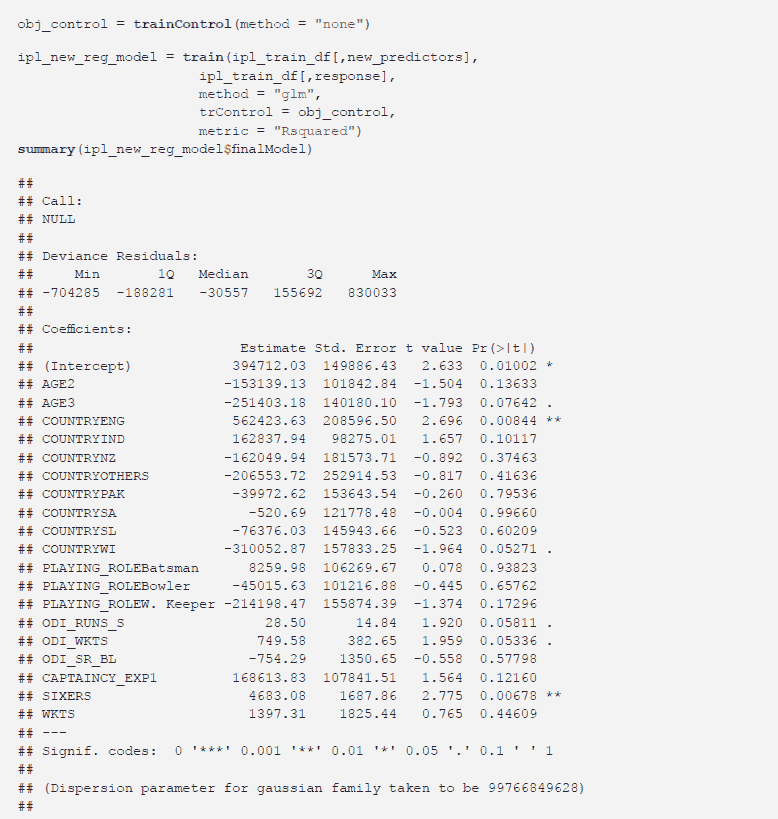 obj_control = trainControl(method = "none")
ipl_new_reg_model = train(ipl_train_df[,new_predictors],
                          ipl_train_df[,response],
                          method = "glm",
                          trControl = obj_control,
                          metric = "Rsquared")
summary(ipl_new_reg_model$finalModel)
##
## Call:
## NULL
##
## Deviance Residuals:
##     Min      1Q   Median      3Q     Max
## -704285 -188281   -30557  155692  830033
##
## Coefficients:
##                         Estimate Std. Error t value Pr(>|t|)
## (Intercept)            394712.03  149886.43   2.633  0.01002 *
## AGE2                  -153139.13  101842.84  -1.504  0.13633
## AGE3                  -251403.18  140180.10  -1.793  0.07642 .
## COUNTRYENG             562423.63  208596.50   2.696  0.00844 **
## COUNTRYIND             162837.94   98275.01   1.657  0.10117
## COUNTRYNZ             -162049.94  181573.71  -0.892  0.37463
## COUNTRYOTHERS         -206553.72  252914.53  -0.817  0.41636
## COUNTRYPAK             -39972.62  153643.54  -0.260  0.79536
## COUNTRYSA                -520.69  121778.48  -0.004  0.99660
## COUNTRYSL              -76376.03  145943.66  -0.523  0.60209
## COUNTRYWI             -310052.87  157833.25  -1.964  0.05271 .
## PLAYING_ROLEBatsman      8259.98  106269.67   0.078  0.93823
## PLAYING_ROLEBowler     -45015.63  101216.88  -0.445  0.65762
## PLAYING_ROLEW. Keeper -214198.47  155874.39  -1.374  0.17296
## ODI_RUNS_S                 28.50      14.84   1.920  0.05811 .
## ODI_WKTS                  749.58     382.65   1.959  0.05336 .
## ODI_SR_BL                -754.29    1350.65  -0.558  0.57798
## CAPTAINCY_EXP1         168613.83  107841.51   1.564  0.12160
## SIXERS                   4683.08    1687.86   2.775  0.00678 **
## WKTS                     1397.31    1825.44   0.765  0.44609
## ---
## Signif. codes:  0 '***' 0.001 '**' 0.01 '*' 0.05 '.' 0.1 ' ' 1
##
## (Dispersion parameter for gaussian family taken to be 99766849628)
##